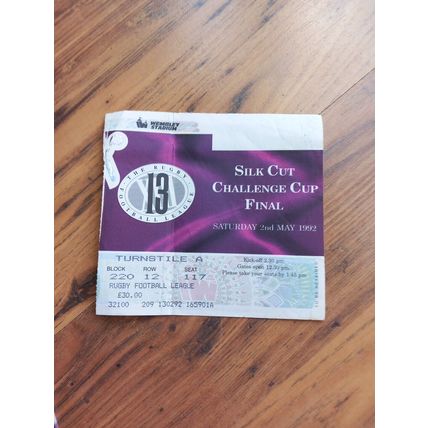 WEMBLEY
STADIUM
THE RUGBY
FOOTBALL LEAGUE
13
SILK CUT
CHALLENGE CUP
FINAL
SATURDAY 2nd MAY 1992
TURNSTILE A
BLOCK ROW SEAT
220 12 117
RUGBY FOOTBALL LEAGUE
£30.00
32100 209 130292 165901A
Kick-off 2.30 pm
Gates open 12.30 pm
Please take your seats by 1.45 pm